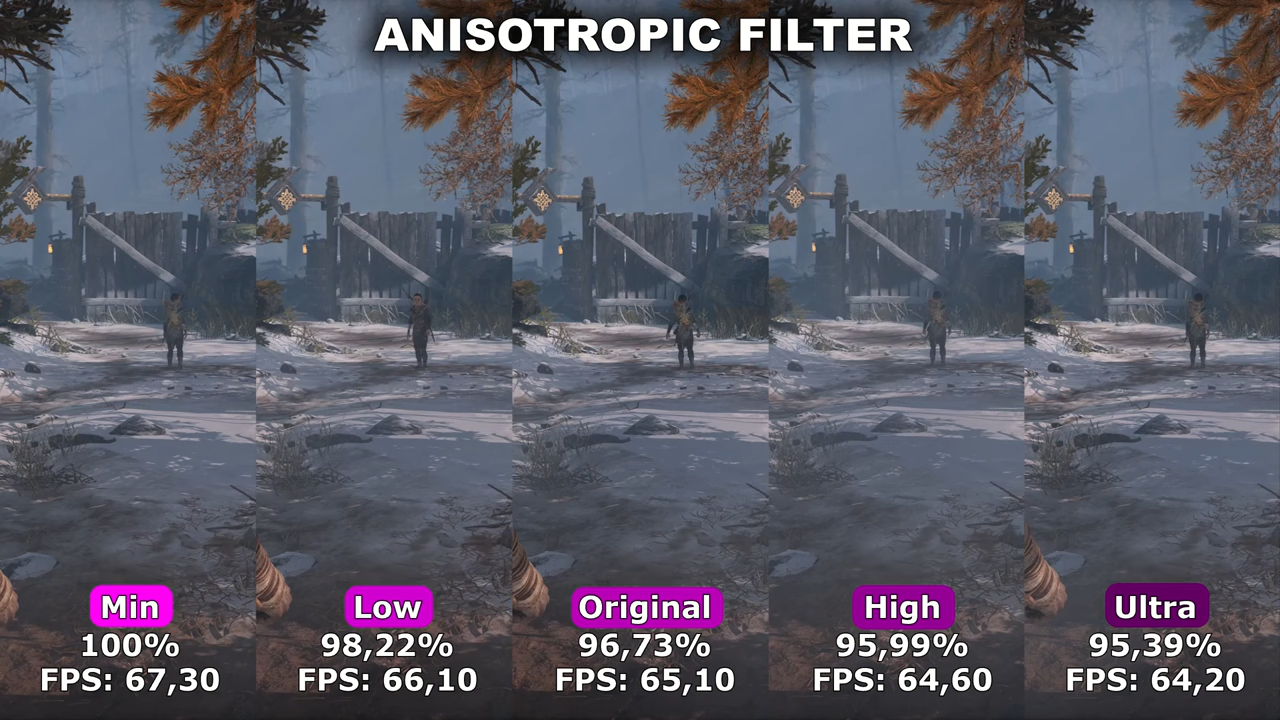 ANISOTROPIC FILTER
Min
100%
FPS: 67,30
Low
98,22%
FPS: 66,10
Original
96,73%
FPS: 65,10
High
95,99%
FPS: 64,60
Ultra
95,39%
FPS: 64,20